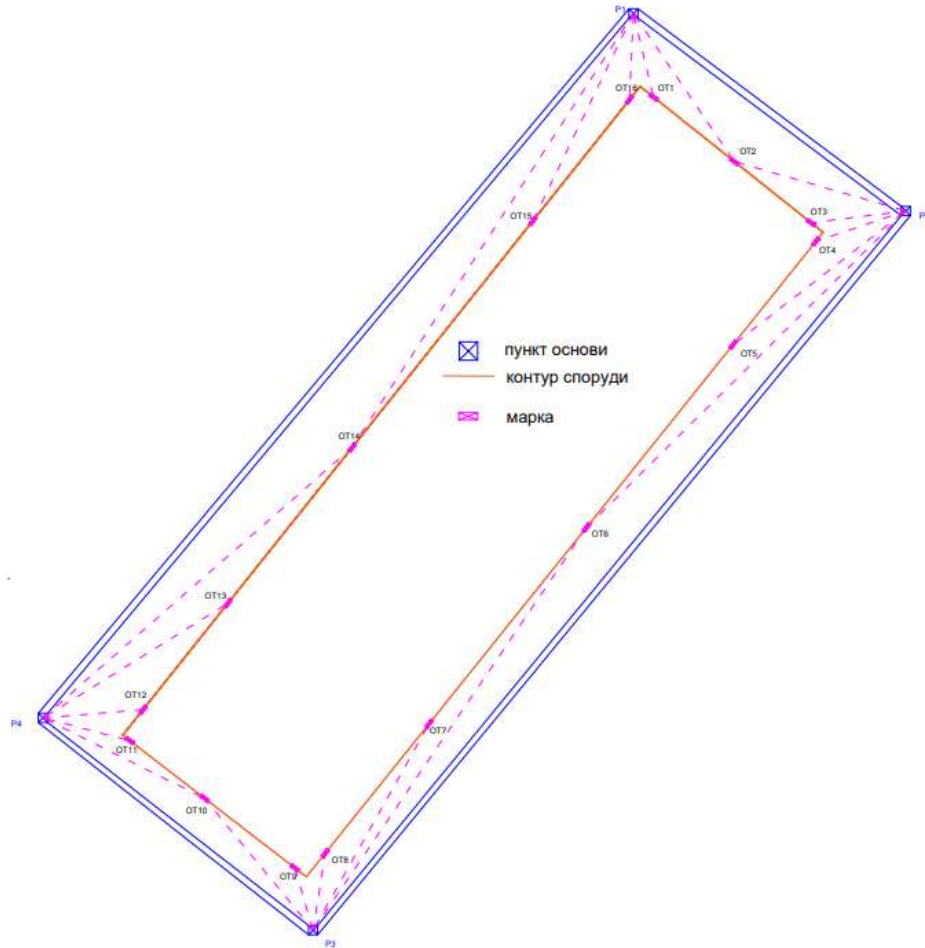 P1
OT16
OT1
OT2
P
OT3
OT15
OT4
пункт основи
OT5
контур споруди
марка
OT14
OT6
OT13
OT12
P4
OT7
OT11
OT10
OT8
OT9
P3